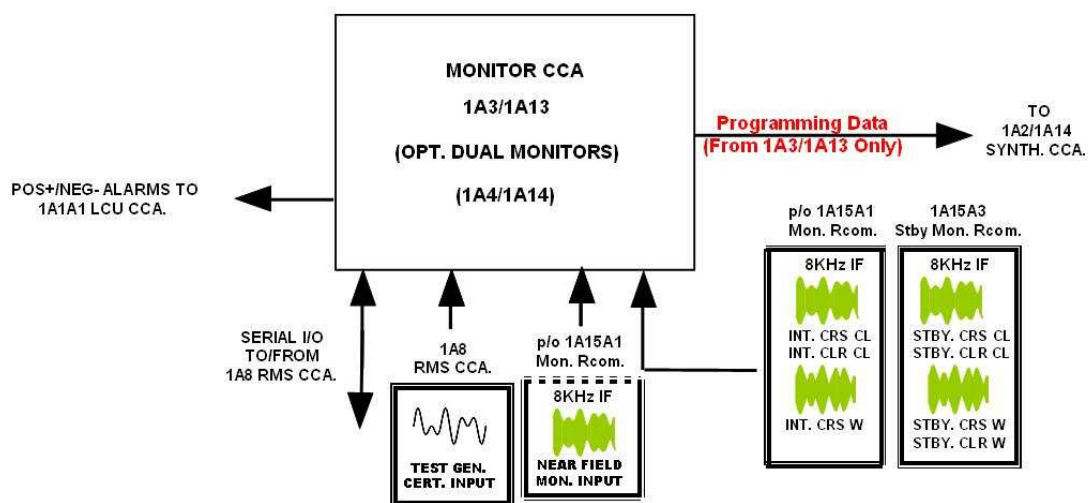 MONITOR CCA
1A3/1A13
(OPT. DUAL MONITORS)
(1A4/1A14)
Programming Data
(From 1A3/1A13 Only)
TO
1A2/1A14
SYNTH. CCA.
POS+/NEG- ALARMS TO
1A1A1 LCU CCA.
SERIAL I/O
TO/FROM
1A8 RMS CCA.
1A8
RMS CCA.
TEST GEN.
CERT. INPUT
p/o 1A15A1
Mon. Rcom.
8KHz IF
NEAR FIELD
MON. INPUT
p/o 1A15A1
Mon. Rcom.
8KHz IF
INT. CRS CL
INT. CLR CL
INT. CRS W
1A15A3
Stby Mon. Rcom.
8KHz IF
STBY. CRS CL
STBY. CLR CL
STBY. CRS W
STBY. CLR W